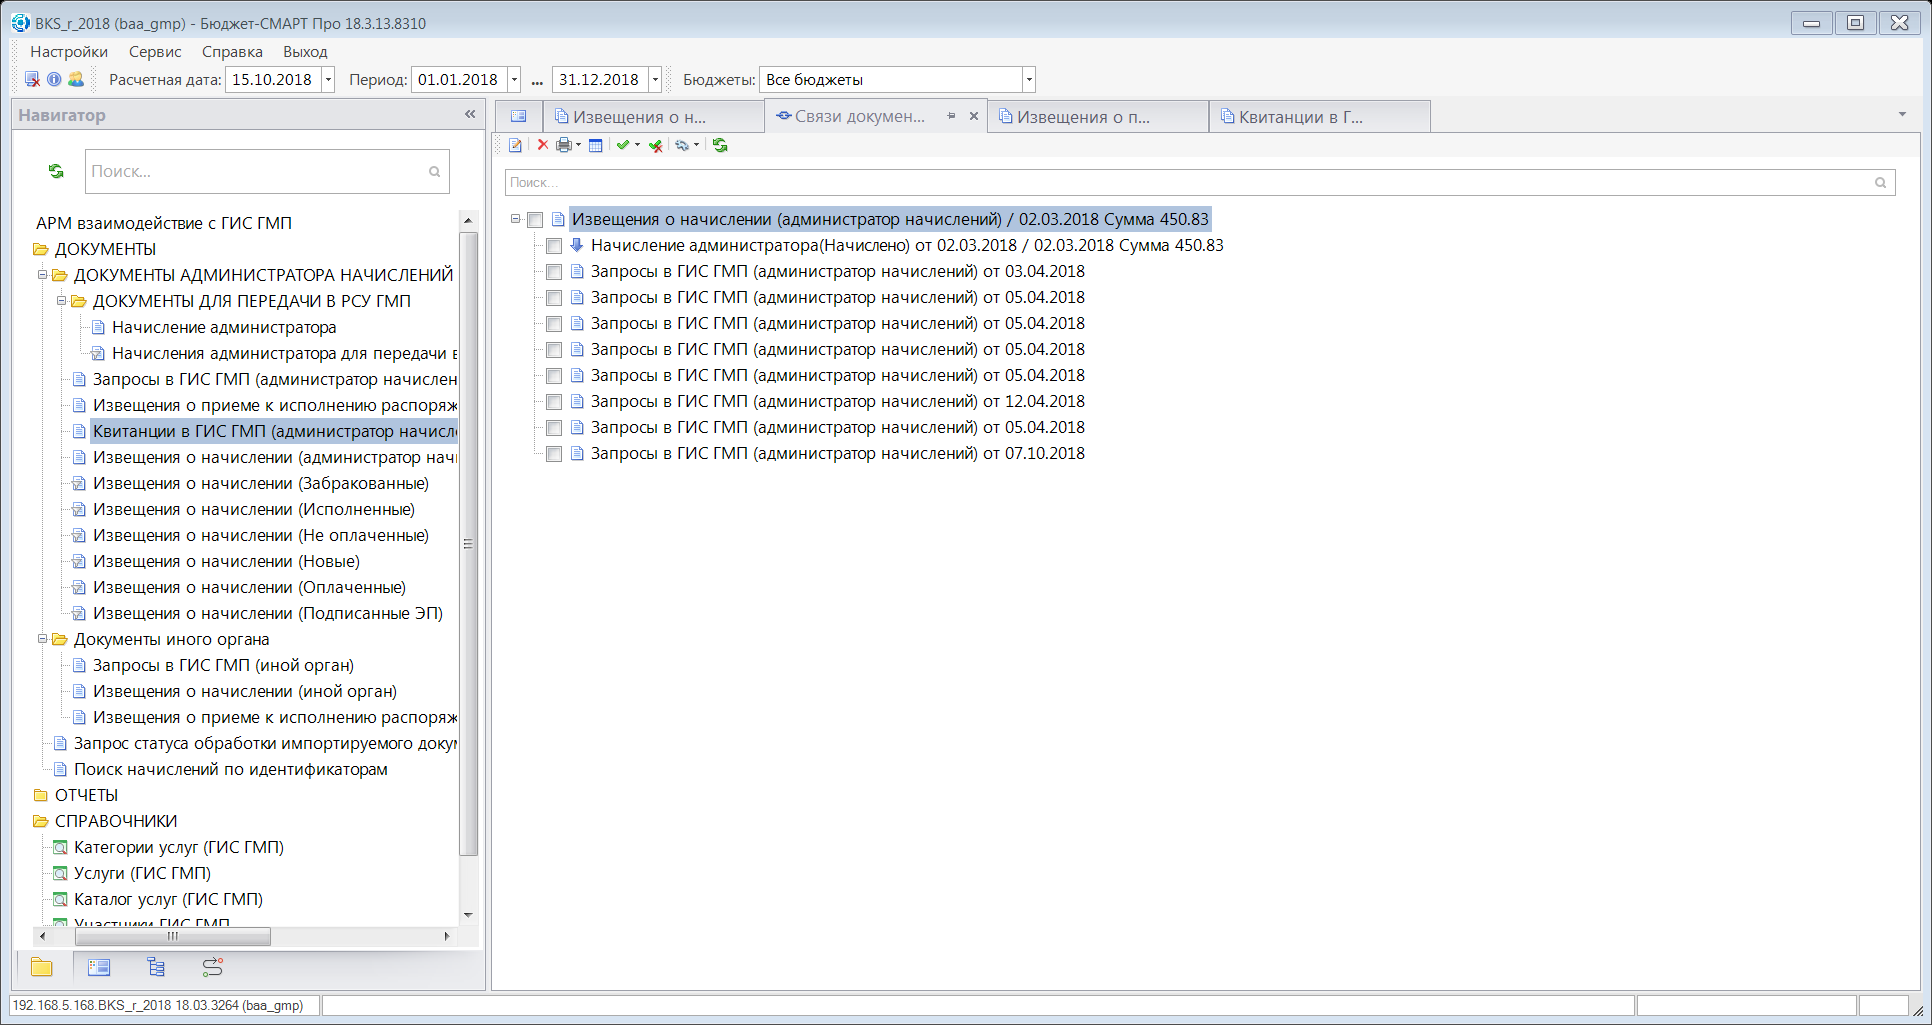 BKS_r_2018 (baa_gmp) - Бюджет-СМАРТ Про 18.3.13.8310
Настройки Сервис Справка Выход
Расчетная дата: 15.10.2018 Период: 01.01.2018 ... 31.12.2018 Бюджеты: Все бюджеты
Навигатор
Поиск...
АРМ взаимодействие с ГИС ГМП
ДОКУМЕНТЫ
ДОКУМЕНТЫ АДМИНИСТРАТОРА НАЧИСЛЕНИЙ
ДОКУМЕНТЫ ДЛЯ ПЕРЕДАЧИ В РСУ ГМП
Начисление администратора
Начисления администратора для передачи в
Запросы в ГИС ГМП (администратор начислен
Извещения о приеме к исполнению распоряж
Квитанции в ГИС ГМП (администратор начисл
Извещения о начислении (администратор нач
Извещения о начислении (Забракованные)
Извещения о начислении (Исполненные)
Извещения о начислении (Не оплаченные)
Извещения о начислении (Новые)
Извещения о начислении (Оплаченные)
Извещения о начислении (Подписанные ЭП)
Документы иного органа
Запросы в ГИС ГМП (иной орган)
Извещения о начислении (иной орган)
Извещения о приеме к исполнению распоряж
Запрос статуса обработки импортируемого доку
Поиск начислений по идентификаторам
ОТЧЕТЫ
СПРАВОЧНИКИ
Категории услуг (ГИС ГМП)
Услуги (ГИС ГМП)
Каталог услуг (ГИС ГМП)
Участники ГИС ГМП
Извещения о н... Связи докумен... Извещения о п... Квитанции в Г...
Поиск...
Извещения о начислении (администратор начислений) / 02.03.2018 Сумма 450.83
Начисление администратора(Начислено) от 02.03.2018 / 02.03.2018 Сумма 450.83
Запросы в ГИС ГМП (администратор начислений) от 03.04.2018
Запросы в ГИС ГМП (администратор начислений) от 05.04.2018
Запросы в ГИС ГМП (администратор начислений) от 05.04.2018
Запросы в ГИС ГМП (администратор начислений) от 05.04.2018
Запросы в ГИС ГМП (администратор начислений) от 05.04.2018
Запросы в ГИС ГМП (администратор начислений) от 12.04.2018
Запросы в ГИС ГМП (администратор начислений) от 05.04.2018
Запросы в ГИС ГМП (администратор начислений) от 07.10.2018
192.168.5.168.BKS_r_2018 18.03.3264 (baa_gmp)